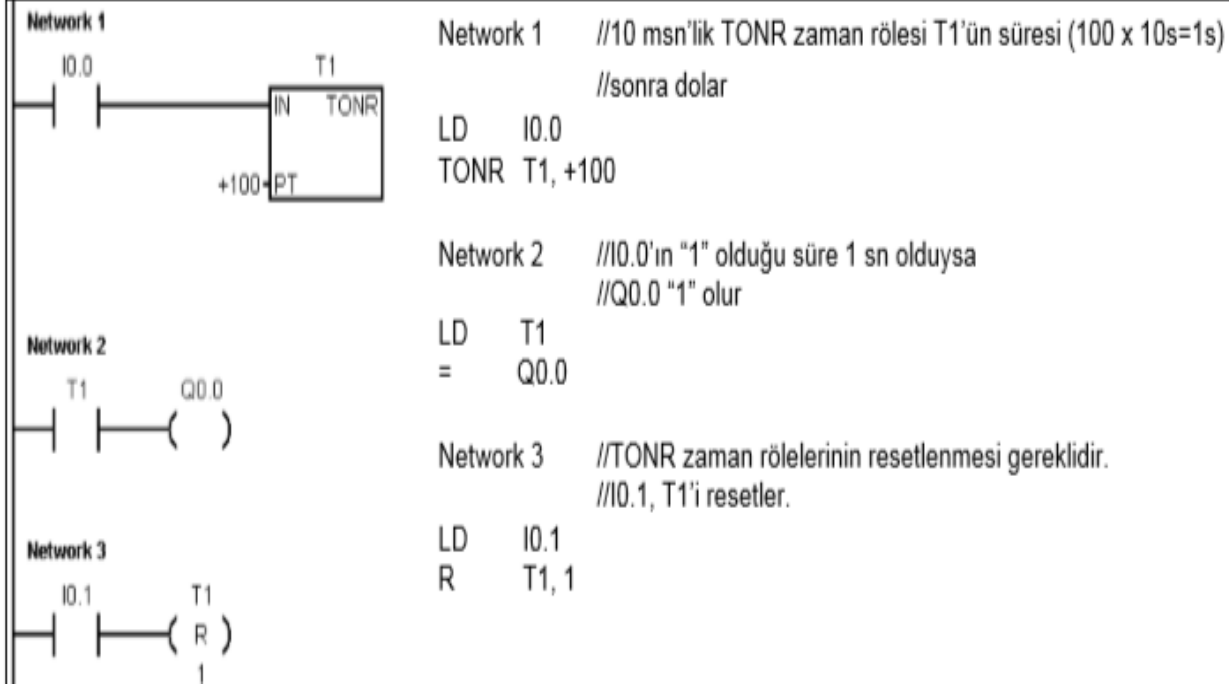 Network 1
I0.0
T1
IN TONR
+100 PT
Network 2
T1 Q0.0
Network 3
I0.1 T1
R
1
Network 1 //10 msn’lik TONR zaman rölesi T1’ün süresi (100 x 10s=1s)
//sonra dolar
LD I0.0
TONR T1, +100
Network 2 //I0.0’ın “1” olduğu süre 1 sn olduysa
//Q0.0 “1” olur
LD T1
= Q0.0
Network 3 //TONR zaman rölelerinin resetlenmesi gereklidir.
//I0.1, T1’i resetler.
LD I0.1
R T1, 1